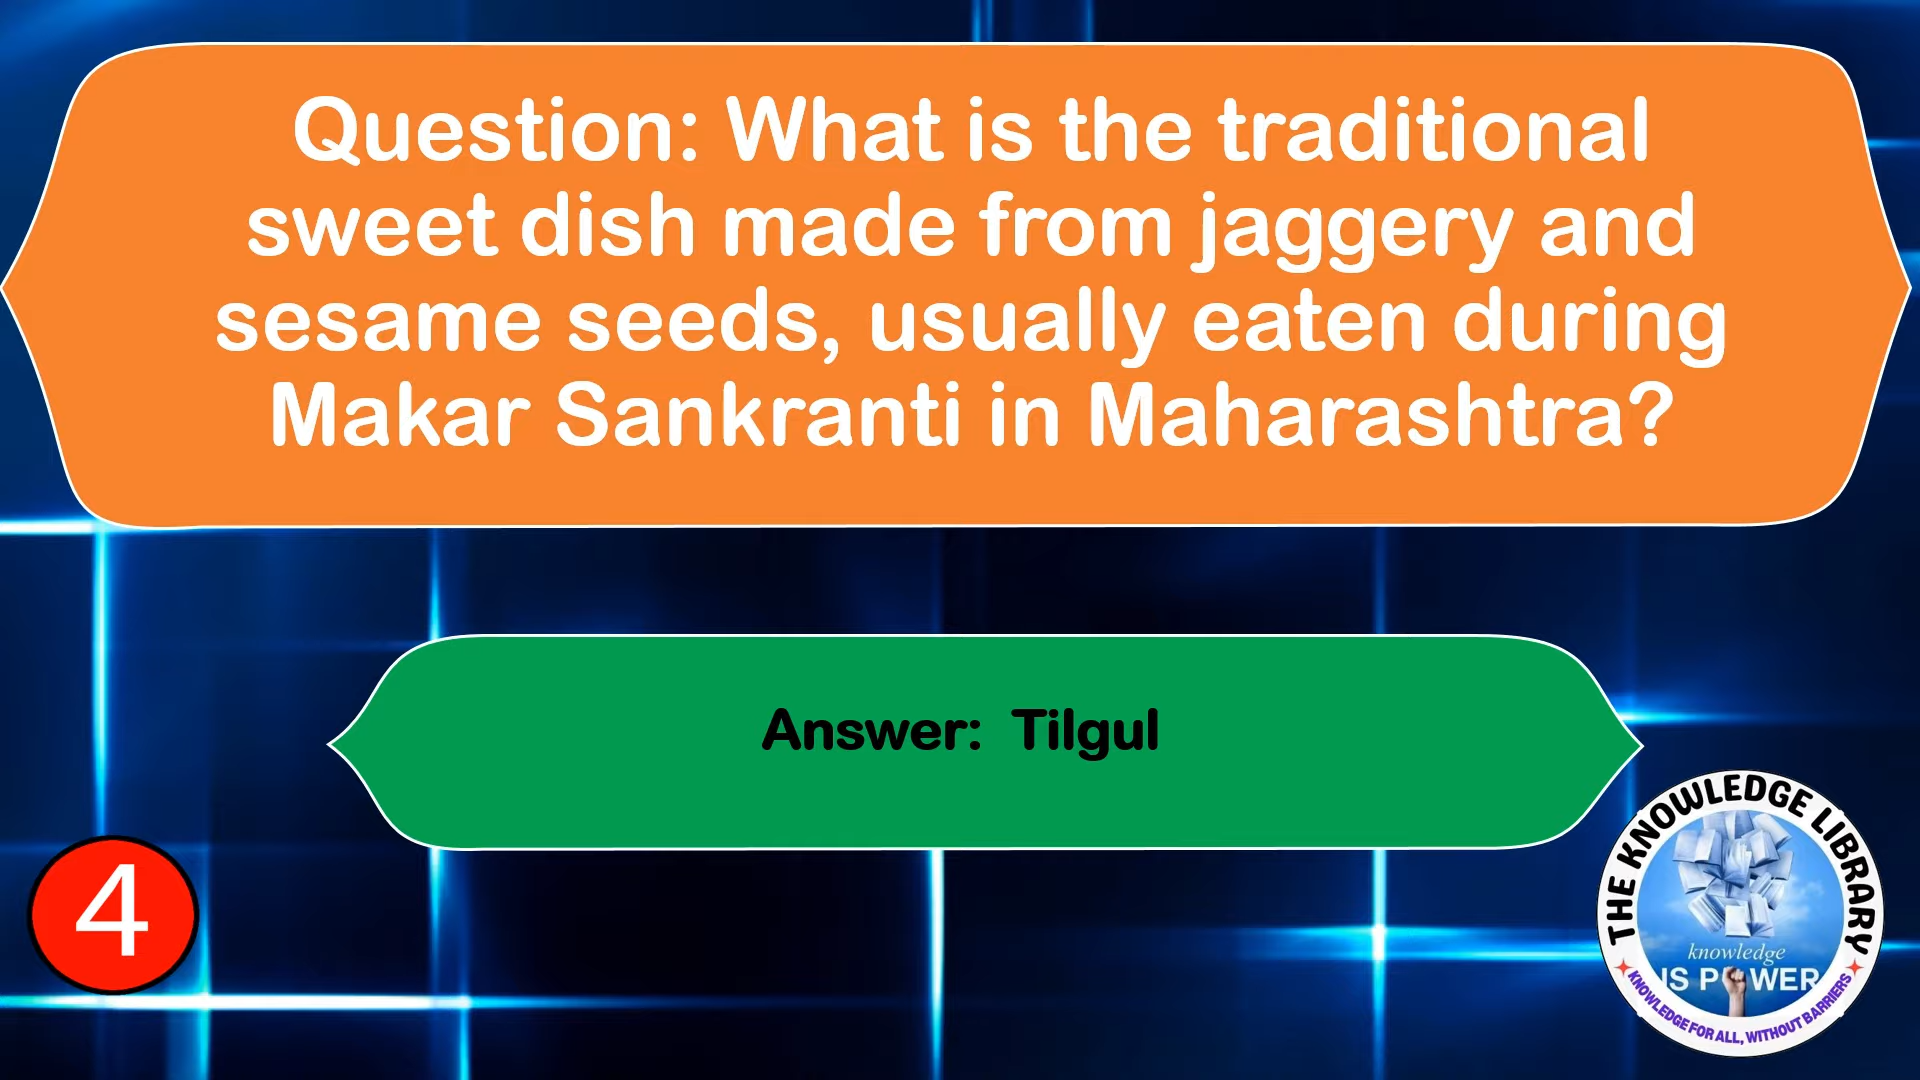 Question: What is the traditional
sweet dish made from jaggery and
sesame seeds, usually eaten during
Makar Sankranti in Maharashtra?
Answer: Tilgul
4
THE KNOWLEDGE LIBRARY
knowledge
IS POWER
KNOWLEDGE FOR ALL, WITHOUT BARRIERS